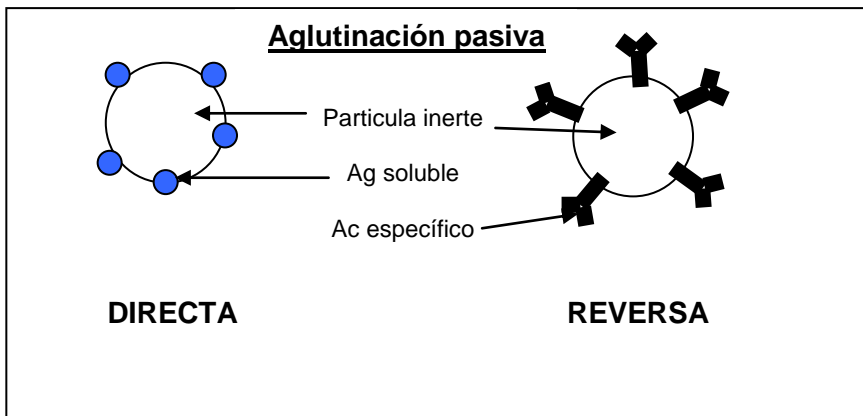 Aglutinación pasiva
Particula inerte
Ag soluble
Ac específico
DIRECTA
REVERSA